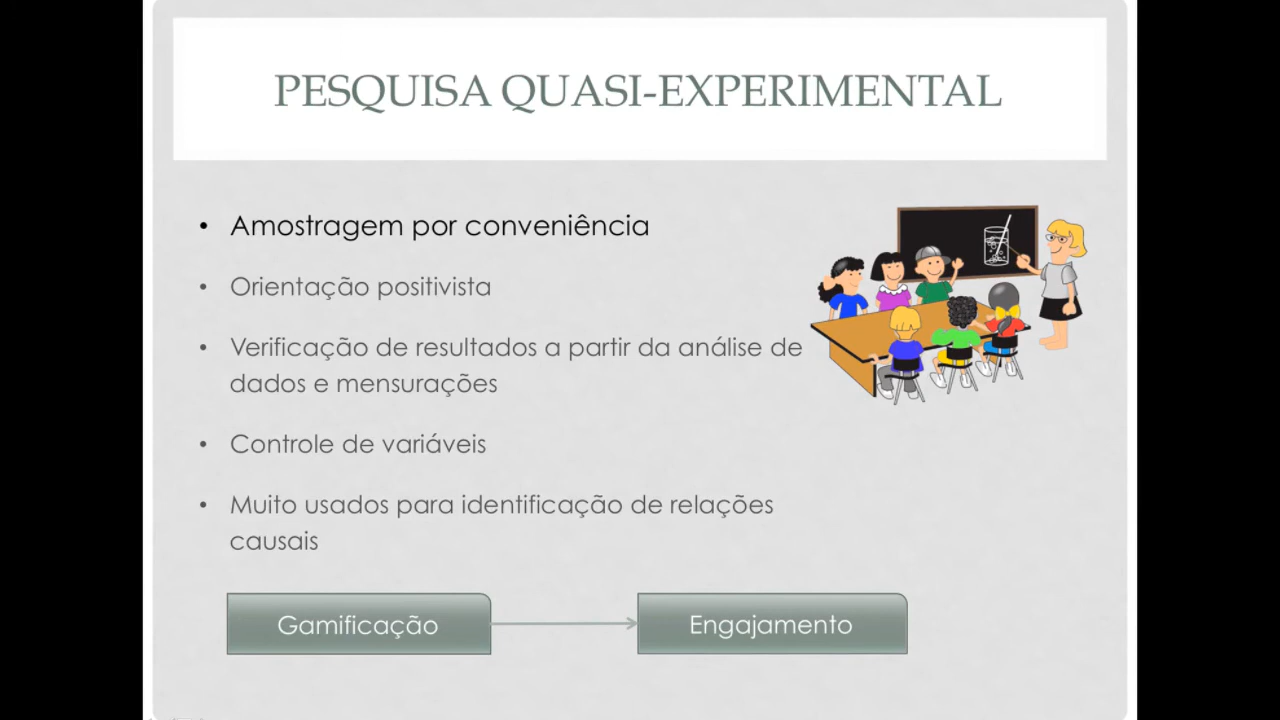 PESQUISA QUASI-EXPERIMENTAL
• Amostragem por conveniência
• Orientação positivista
• Verificação de resultados a partir da análise de
dados e mensurações
• Controle de variáveis
• Muito usados para identificação de relações
causais
Gamificação
Engajamento